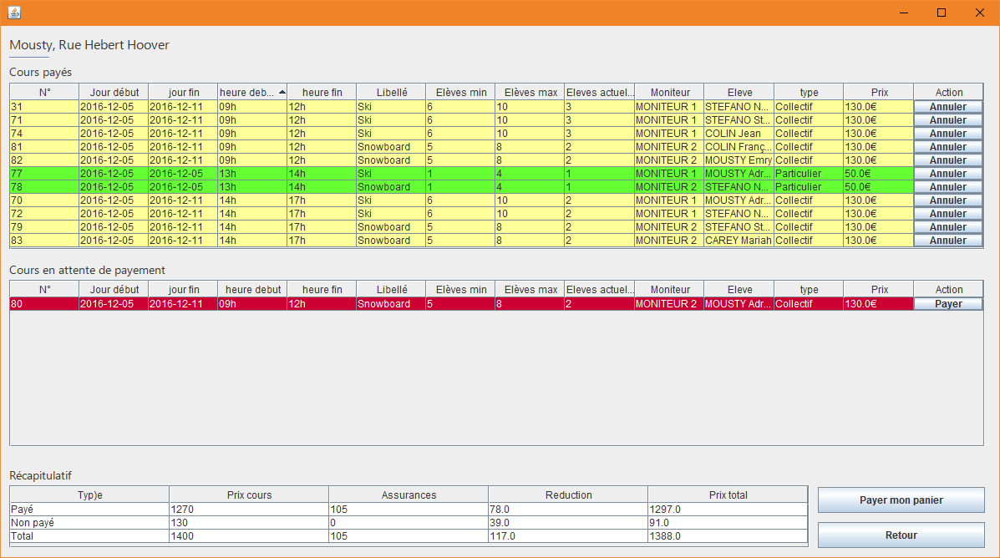 Mousty, Rue Hebert Hoover
Cours payés
N° Jour début jour fin heure deb... heure fin Libellé Elèves min Elèves max Eleves actuel... Moniteur Eleve type Prix Action
31 2016-12-05 2016-12-11 09h 12h Ski 6 10 3 MONITEUR 1 STEFANO N... Collectif 130.0€ Annuler
71 2016-12-05 2016-12-11 09h 12h Ski 6 10 3 MONITEUR 1 STEFANO St... Collectif 130.0€ Annuler
74 2016-12-05 2016-12-11 09h 12h Ski 6 10 3 MONITEUR 1 COLIN Jean Collectif 130.0€ Annuler
81 2016-12-05 2016-12-11 09h 12h Snowboard 5 8 2 MONITEUR 2 COLIN Franç... Collectif 130.0€ Annuler
82 2016-12-05 2016-12-11 09h 12h Snowboard 5 8 2 MONITEUR 2 MOUSTY Emry Collectif 130.0€ Annuler
77 2016-12-05 2016-12-05 13h 14h Ski 1 4 1 MONITEUR 1 MOUSTY Adr... Particulier 50.0€ Annuler
78 2016-12-05 2016-12-05 13h 14h Snowboard 1 4 1 MONITEUR 2 STEFANO N... Particulier 50.0€ Annuler
70 2016-12-05 2016-12-11 14h 17h Ski 6 10 2 MONITEUR 1 MOUSTY Adr... Collectif 130.0€ Annuler
72 2016-12-05 2016-12-11 14h 17h Ski 6 10 2 MONITEUR 1 STEFANO N... Collectif 130.0€ Annuler
79 2016-12-05 2016-12-11 14h 17h Snowboard 5 8 2 MONITEUR 2 STEFANO St... Collectif 130.0€ Annuler
83 2016-12-05 2016-12-11 14h 17h Snowboard 5 8 2 MONITEUR 2 CAREY Mariah Collectif 130.0€ Annuler
Cours en attente de payement
N° Jour début jour fin heure debut heure fin Libellé Elèves min Elèves max Eleves actuel... Moniteur Eleve type Prix Action
80 2016-12-05 2016-12-11 09h 12h Snowboard 5 8 2 MONITEUR 2 MOUSTY Adr... Collectif 130.0€ Payer
Récapitulatif
Typ)e Prix cours Assurances Reduction Prix total
Payé 1270 105 78.0 1297.0
Non payé 130 0 39.0 91.0
Total 1400 105 117.0 1388.0
Payer mon panier
Retour